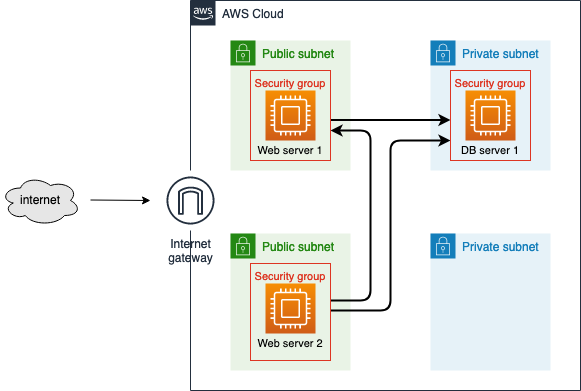 aws
AWS Cloud
Public subnet
Private subnet
Security group
Security group
Web server 1
DB server 1
internet
Internet
gateway
Public subnet
Private subnet
Security group
Web server 2